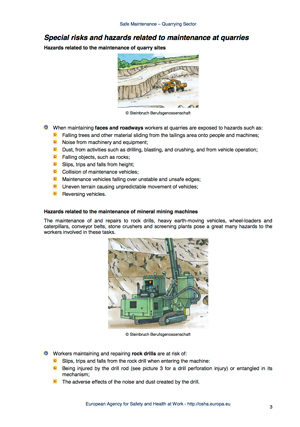 Safe Maintenance – Quarrying Sector
Special risks and hazards related to maintenance at quarries
Hazards related to the maintenance of quarry sites
© Steinbruch Berufsgenossenschaft
When maintaining faces and roadways workers at quarries are exposed to hazards such as:
Falling trees and other material sliding from the tailings area onto people and machines;
Noise from machinery and equipment;
Dust, from activities such as drilling, blasting, and crushing, and from vehicle operation;
Falling objects, such as rocks;
Slips, trips and falls from height;
Collision of maintenance vehicles;
Maintenance vehicles falling over unstable and unsafe edges;
Uneven terrain causing unpredictable movement of vehicles;
Reversing vehicles.
Hazards related to the maintenance of mineral mining machines
The maintenance of and repairs to rock drills, heavy earth-moving vehicles, wheel-loaders and
caterpillars, conveyor belts, stone crushers and screening plants pose a great many hazards to the
workers involved in these tasks.
© Steinbruch Berufsgenossenschaft
Workers maintaining and repairing rock drills are at risk of:
Slips, trips and falls from the rock drill when entering the machine;
Being injured by the drill rod (see picture 3 for a drill perforation injury) or entangled in its
mechanism;
The adverse effects of the noise and dust created by the drill.
European Agency for Safety and Health at Work - http://osha.europa.eu
3